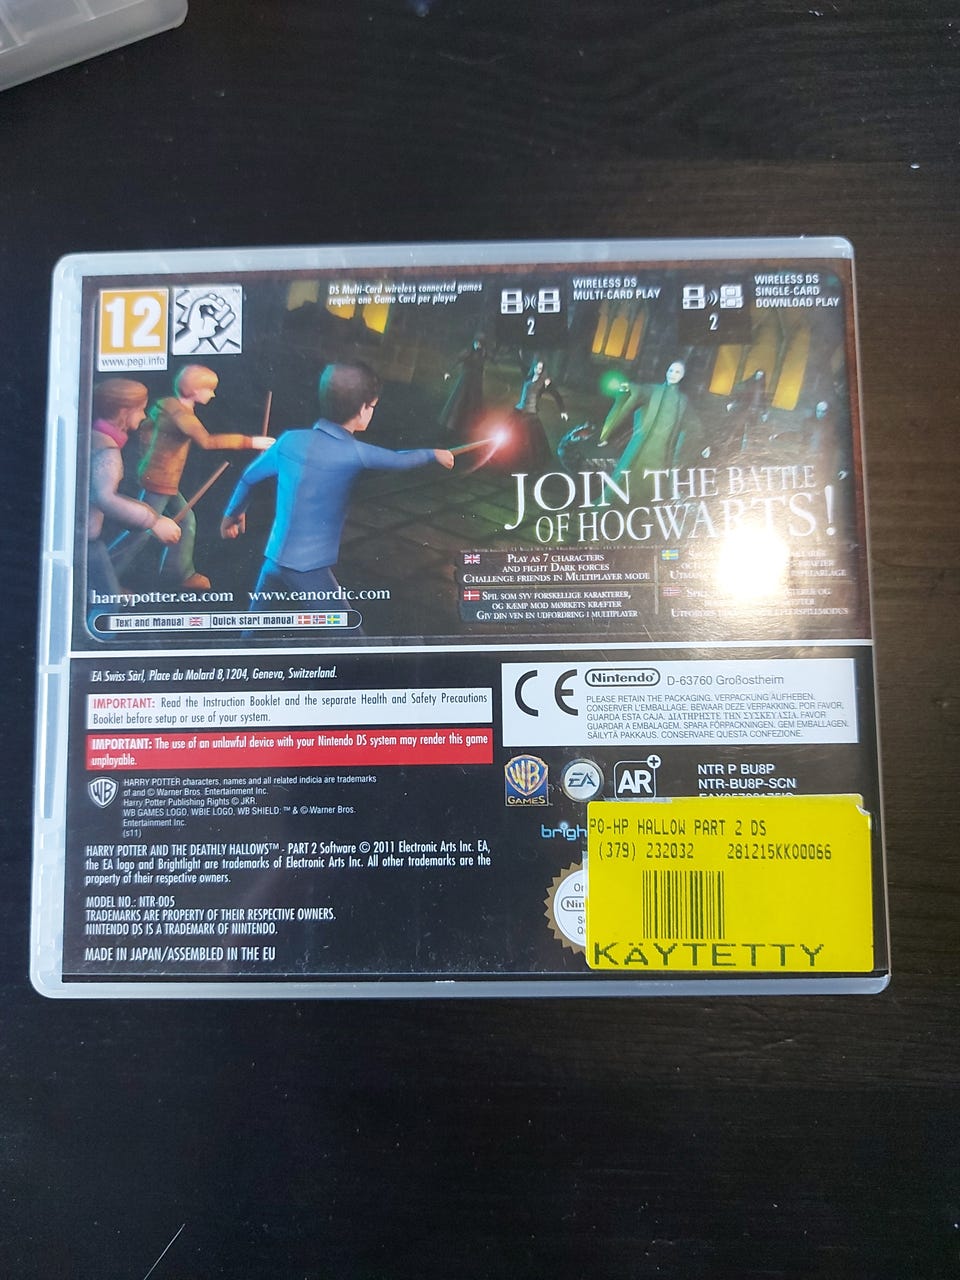 12
www.pegi.info
DS Multi-Card wireless connected games
require one Game Card per player
2
WIRELESS DS
MULTI-CARD PLAY
2
WIRELESS DS
SINGLE-CARD
DOWNLOAD PLAY
JOIN THE BATTLE
OF HOGWARTS!
PLAY AS 7 CHARACTERS
AND FIGHT DARK FORCES
CHALLENGE FRIENDS IN MULTIPLAYER MODE
SPIL SOM SYV FORSKELLIGE KARAKTERER,
OG KÆMP MOD MØRKETS KRÆFTER
GIV DIN VEN EN UDFORDRING I MULTIPLAYER
harrypotter.ea.com www.eanordic.com
Text and Manual Quick start manual
EA Swiss Sàrl, Place du Molard 8,1204, Geneva, Switzerland.
IMPORTANT: Read the Instruction Booklet and the separate Health and Safety Precautions
Booklet before setup or use of your system.
IMPORTANT: The use of an unlawful device with your Nintendo DS system may render this game
unplayable.
WB
HARRY POTTER characters, names and all related indicia are trademarks
of and © Warner Bros. Entertainment Inc.
Harry Potter Publishing Rights © JKR.
WB GAMES LOGO, WBIE LOGO, WB SHIELD: ™ & © Warner Bros.
Entertainment Inc.
(s11)
HARRY POTTER AND THE DEATHLY HALLOWS™ - PART 2 Software © 2011 Electronic Arts Inc. EA,
the EA logo and Brightlight are trademarks of Electronic Arts Inc. All other trademarks are the
property of their respective owners.
MODEL NO.: NTR-005
TRADEMARKS ARE PROPERTY OF THEIR RESPECTIVE OWNERS.
NINTENDO DS IS A TRADEMARK OF NINTENDO.
MADE IN JAPAN/ASSEMBLED IN THE EU
CE
Nintendo® D-63760 Großostheim
PLEASE RETAIN THE PACKAGING. VERPACKUNG AUFHEBEN.
CONSERVER L'EMBALLAGE. BEWAAR DEZE VERPAKKING. POR FAVOR,
GUARDA ESTA CAJA. ΔΙΑΤΗΡΗΣΤΕ ΤΗΝ ΣΥΣΚΕΥΑΣΙΑ. FAVOR
GUARDAR A EMBALAGEM. SPARA FÖRPACKNINGEN. GEM EMBALLAGEN.
SÄILYTÄ PAKKAUS. CONSERVARE QUESTA CONFEZIONE.
WB
GAMES
EA
AR+
NTR P BU8P
NTR-BU8P-SCN
brigh
PO-HP HALLOW PART 2 DS
(379) 232032 281215KK00066
KÄYTETTY